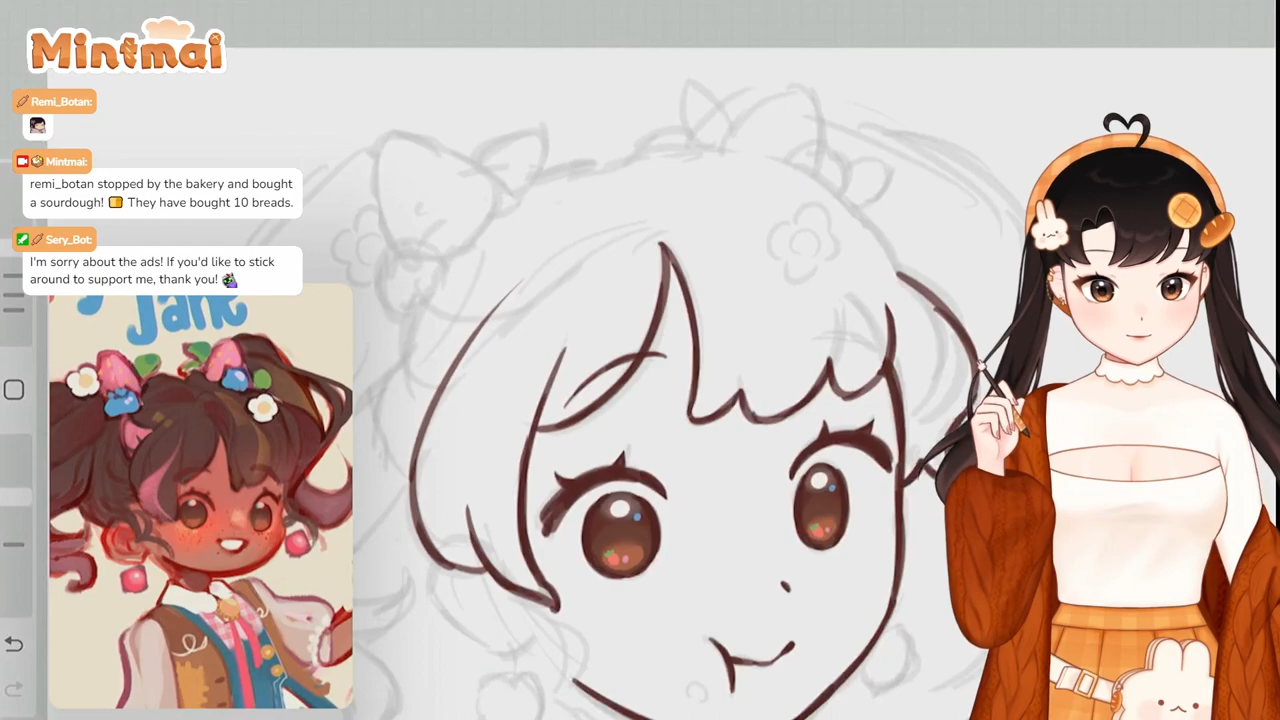 Mintmai
Remi_Botan:
Mintmai:
remi_botan stopped by the bakery and bought
a sourdough! They have bought 10 breads.
Sery_Bot:
I'm sorry about the ads! If you'd like to stick
around to support me, thank you!
Jane